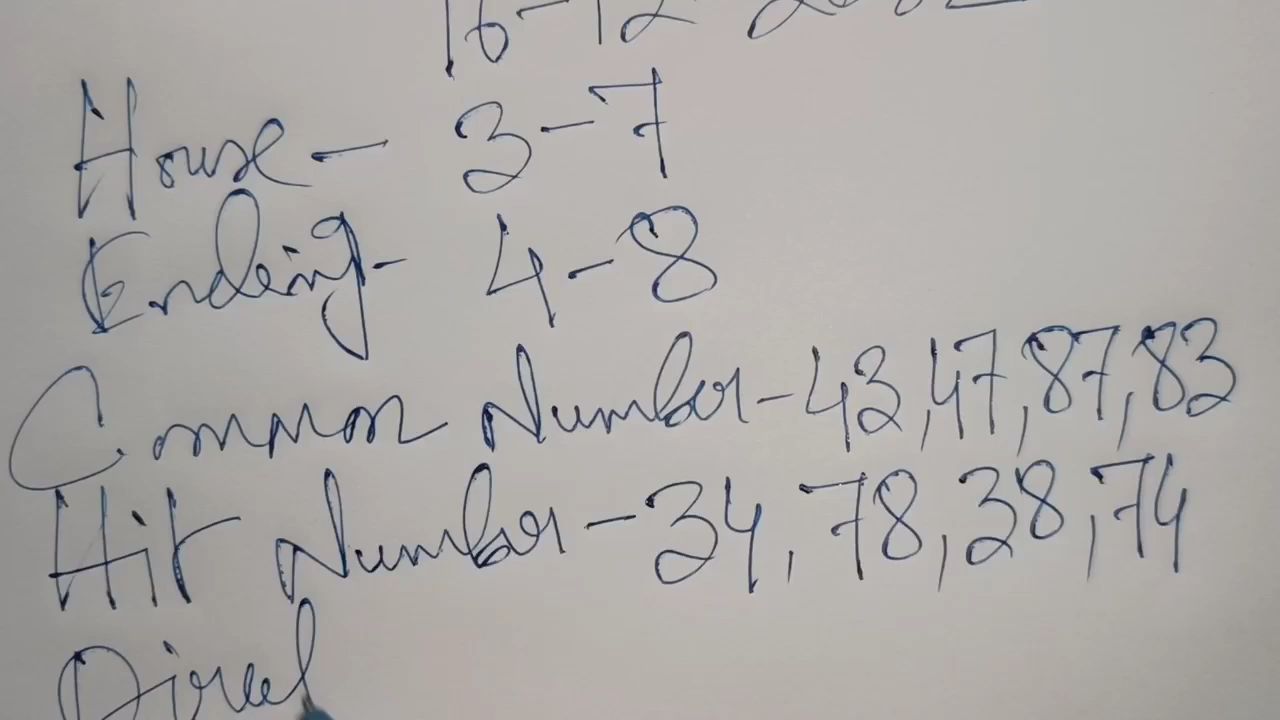 16-12
House- 3-7
Ending- 4-8
Common Number-43,47,87,83
Hit Number-34,78,38,74
Direct